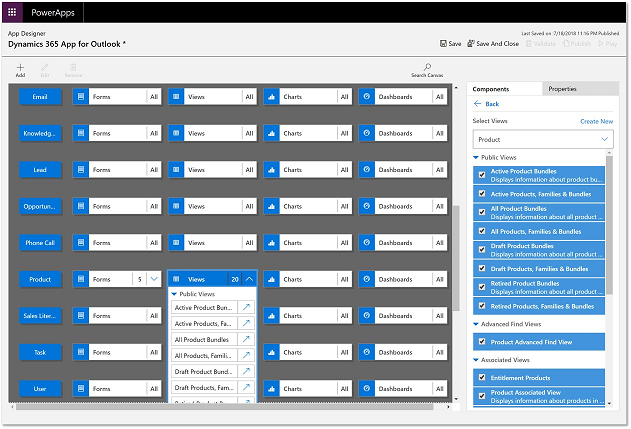 PowerApps
App Designer
Last Saved on :7/18/2018 11:16 PM Published
Dynamics 365 App for Outlook *
Save Save And Close Validate Publish Play
Add Edit Remove Search Canvas
Components Properties
Back
Select Views Create New
Product
Public Views
Active Product Bundles
Displays information about product bu...
Active Products, Families & Bundles
All Product Bundles
Displays information about all product ...
All Products, Families & Bundles
Draft Product Bundles
Displays information about all product ...
Draft Products, Families & Bundles
Retired Product Bundles
Displays information about all product ...
Retired Products, Families & Bundles
Advanced Find Views
Product Advanced Find View
Associated Views
Entitlement Products
Product Associated View
Displays information about products in ...
Email Forms All Views All Charts All Dashboards All
Knowledg... Forms All Views All Charts All Dashboards All
Lead Forms All Views All Charts All Dashboards All
Opportun... Forms All Views All Charts All Dashboards All
Phone Call Forms All Views All Charts All Dashboards All
Product Forms 5 Views 20 Charts All Dashboards All
Public Views
Active Product Bun...
Active Products, Fa...
All Product Bundles
All Products, Famili...
Draft Product Bund...
Draft Products, Fam...
Sales Liter... Forms All Charts All Dashboards All
Task Forms All Charts All Dashboards All
User Forms All Charts All Dashboards All